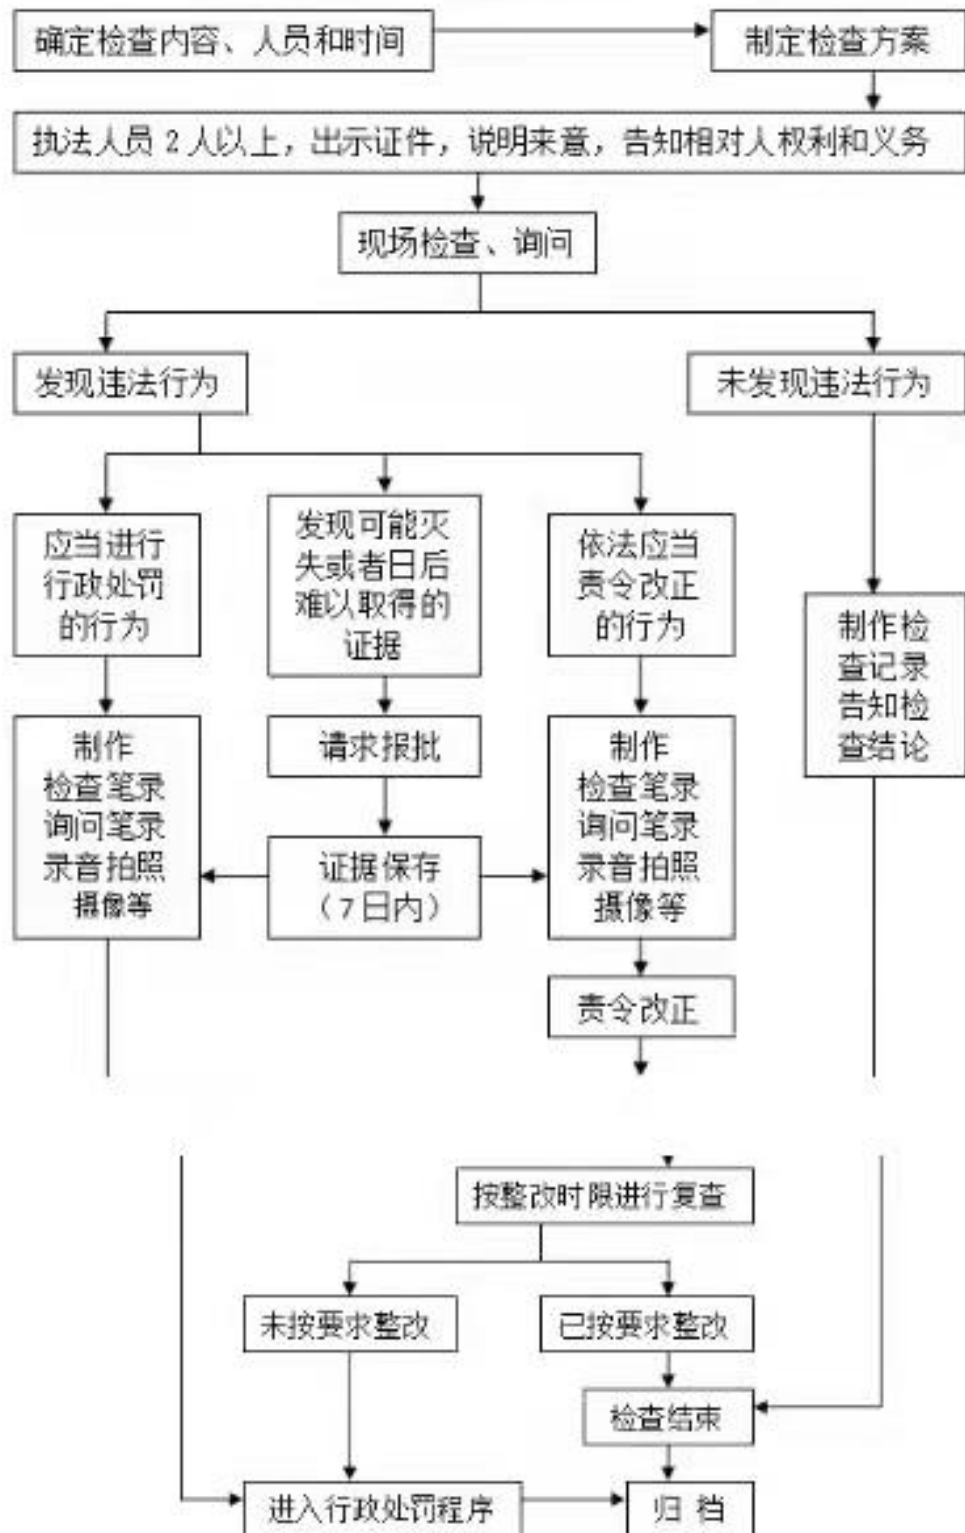 确定检查内容、人员和时间
制定检查方案
执法人员2人以上，出示证件，说明来意，告知相对人权利和义务
现场检查、询问
发现违法行为
未发现违法行为
应当进行
行政处罚
的行为
发现可能灭
失或者日后
难以取得的
证据
依法应当
责令改正
的行为
制作检
查记录
告知检
查结论
制作
检查笔录
询问笔录
录音拍照
摄像等
请求报批
证据保存
（7日内）
制作
检查笔录
询问笔录
录音拍照
摄像等
责令改正
按整改时限进行复查
未按要求整改
已按要求整改
检查结束
进入行政处罚程序
归 档